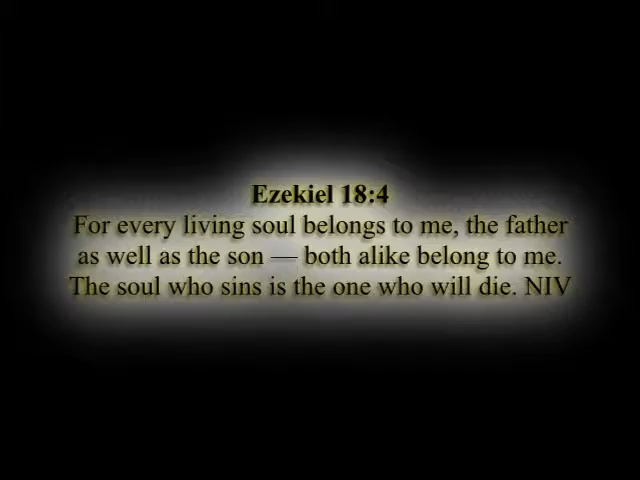 Ezekiel 18:4
For every living soul belongs to me, the father
as well as the son — both alike belong to me.
The soul who sins is the one who will die. NIV